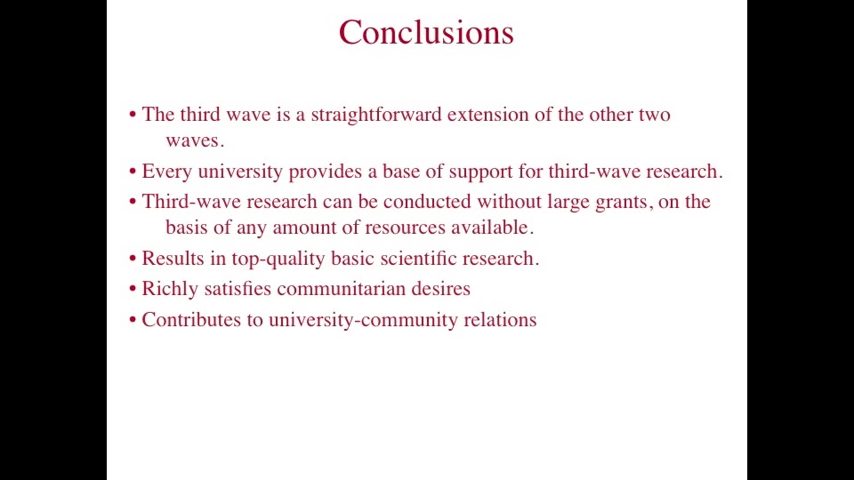 Conclusions
• The third wave is a straightforward extension of the other two
waves.
• Every university provides a base of support for third-wave research.
• Third-wave research can be conducted without large grants, on the
basis of any amount of resources available.
• Results in top-quality basic scientific research.
• Richly satisfies communitarian desires
• Contributes to university-community relations